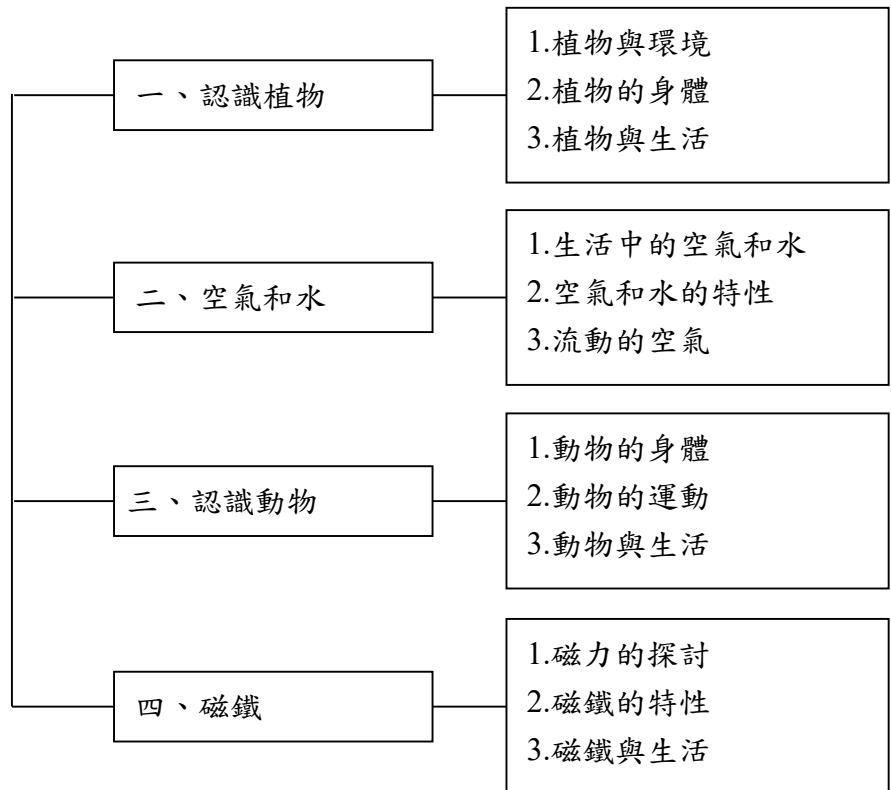 一、認識植物
1.植物與環境
2.植物的身體
3.植物與生活
二、空氣和水
1.生活中的空氣和水
2.空氣和水的特性
3.流動的空氣
三、認識動物
1.動物的身體
2.動物的運動
3.動物與生活
四、磁鐵
1.磁力的探討
2.磁鐵的特性
3.磁鐵與生活